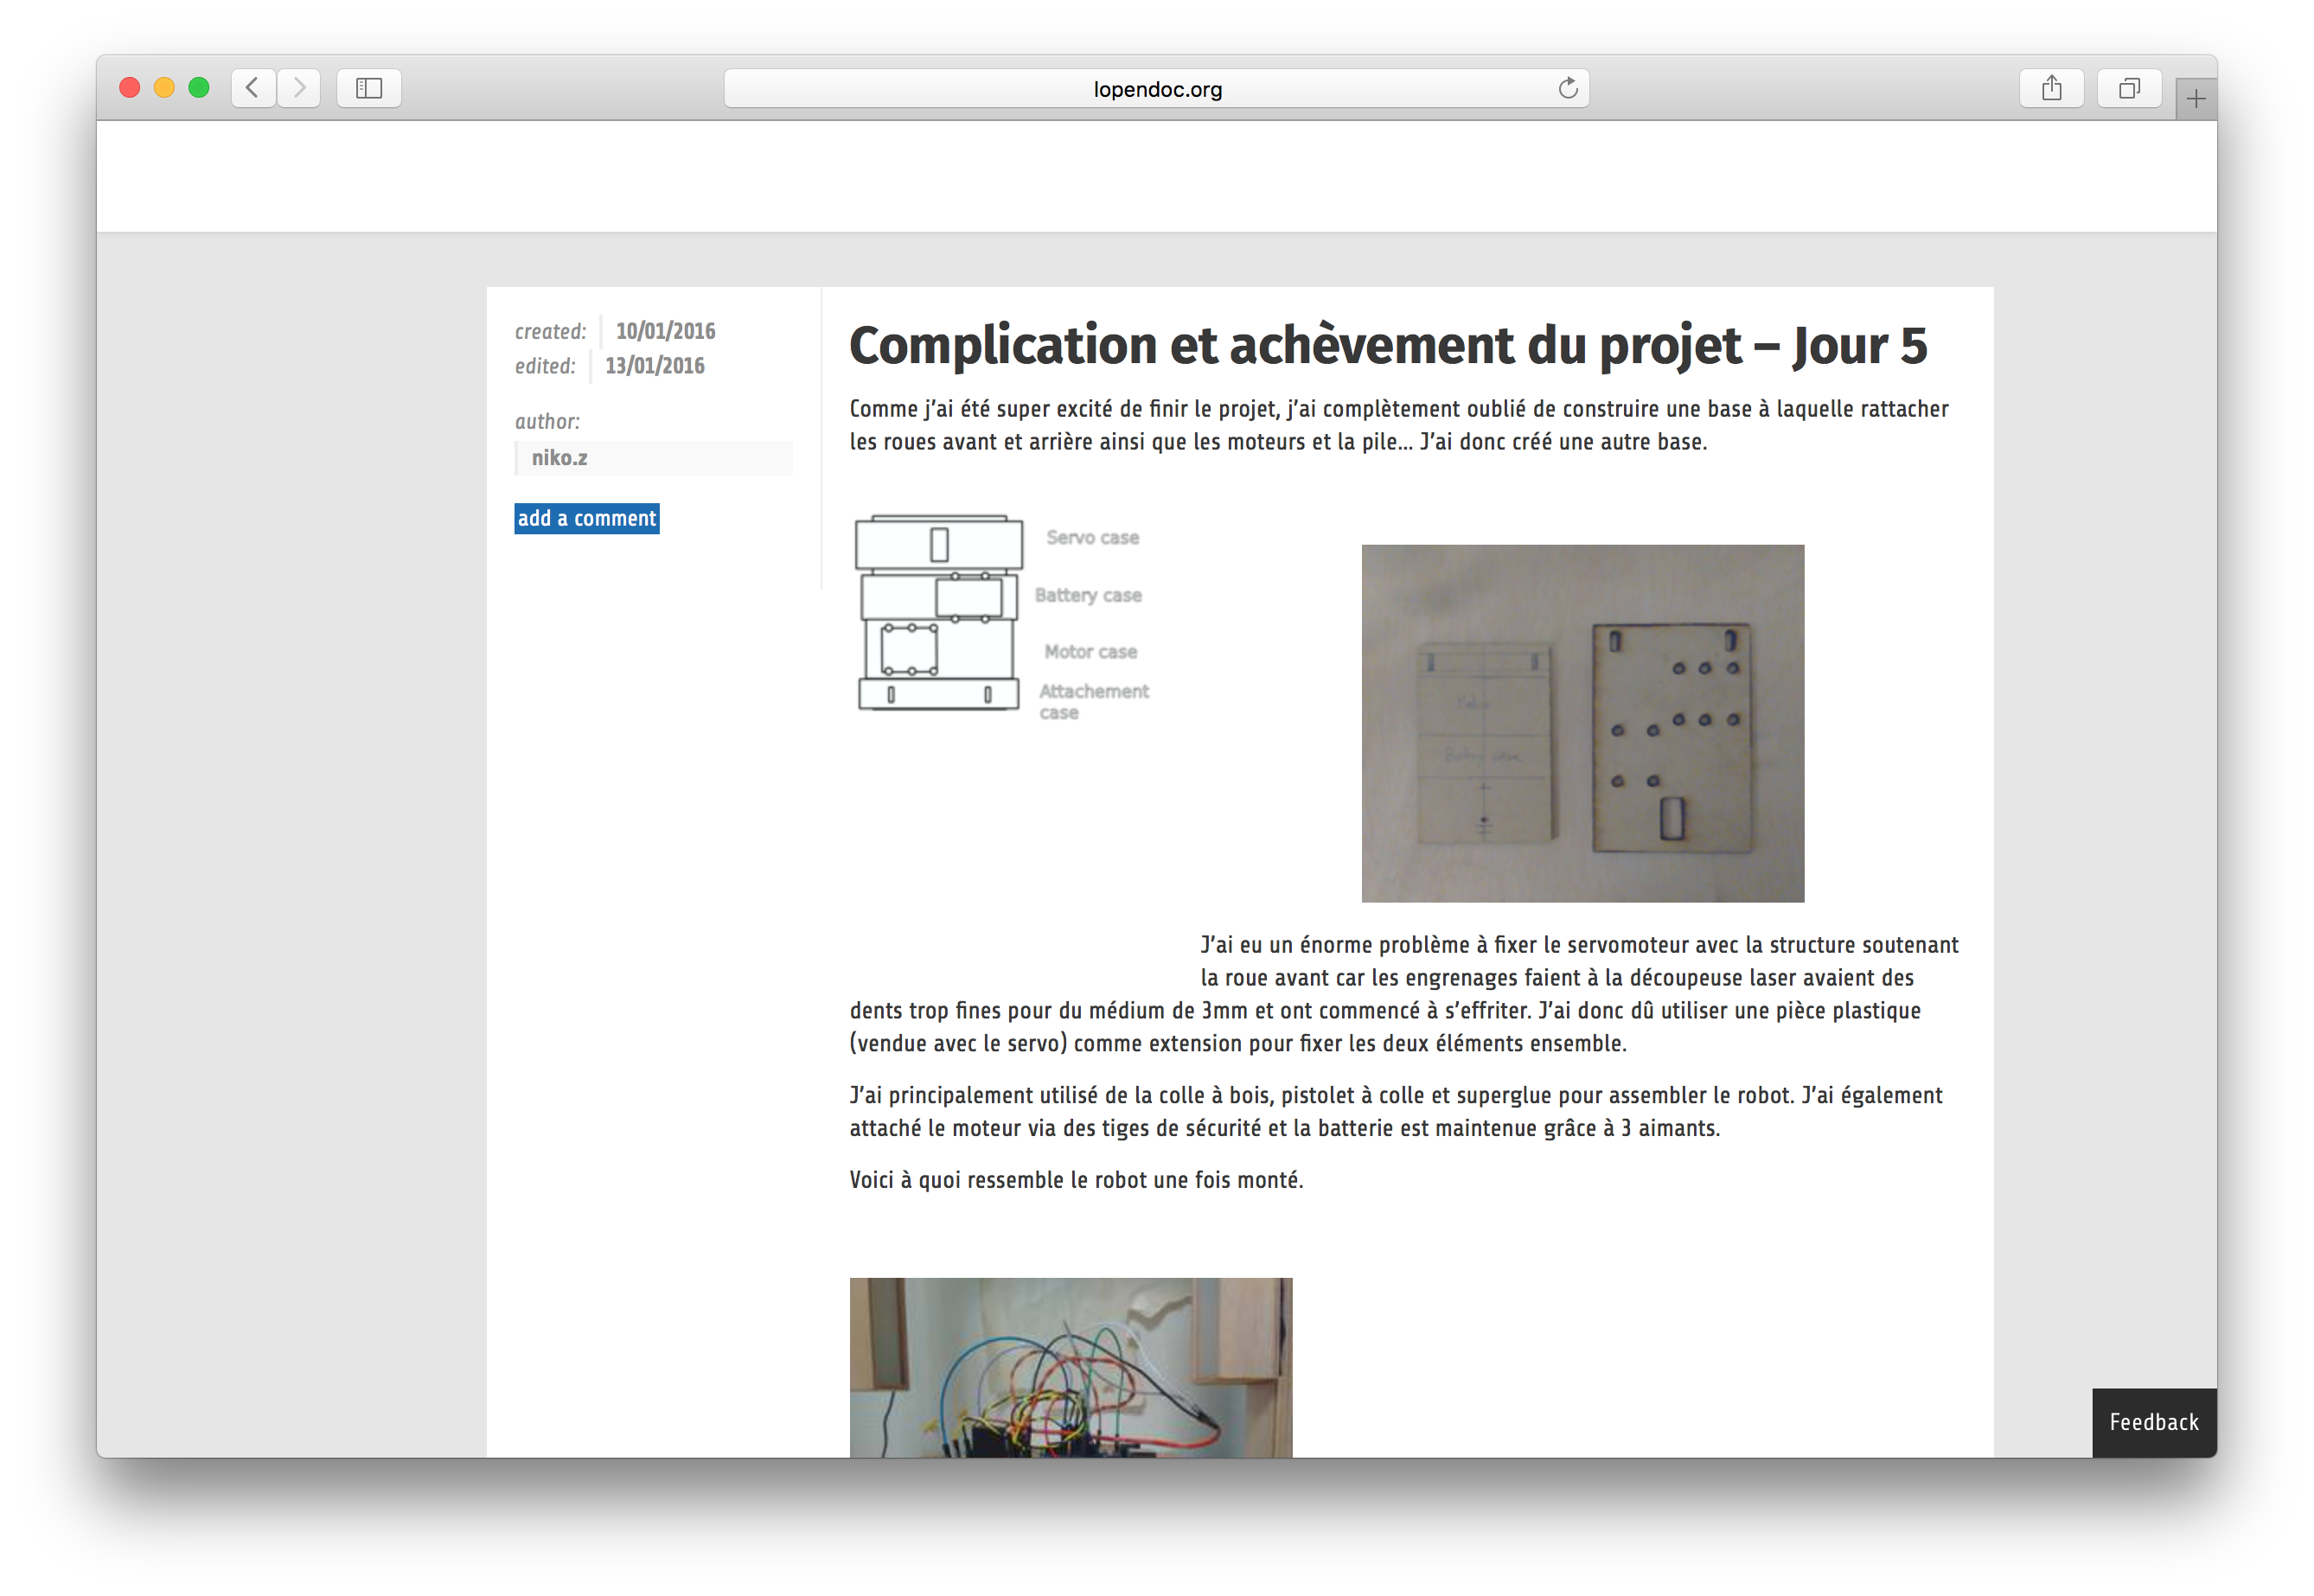 lopendoc.org
created: 10/01/2016
edited: 13/01/2016
author:
niko.z
add a comment
Complication et achèvement du projet – Jour 5
Comme j'ai été super excité de finir le projet, j'ai complètement oublié de construire une base à laquelle rattacher
les roues avant et arrière ainsi que les moteurs et la pile... J'ai donc créé une autre base.
Servo case
Battery case
Motor case
Attachement
case
J'ai eu un énorme problème à fixer le servomoteur avec la structure soutenant
la roue avant car les engrenages faient à la découpeuse laser avaient des
dents trop fines pour du médium de 3mm et ont commencé à s'effriter. J'ai donc dû utiliser une pièce plastique
(vendue avec le servo) comme extension pour fixer les deux éléments ensemble.
J'ai principalement utilisé de la colle à bois, pistolet à colle et superglue pour assembler le robot. J'ai également
attaché le moteur via des tiges de sécurité et la batterie est maintenue grâce à 3 aimants.
Voici à quoi ressemble le robot une fois monté.
Feedback